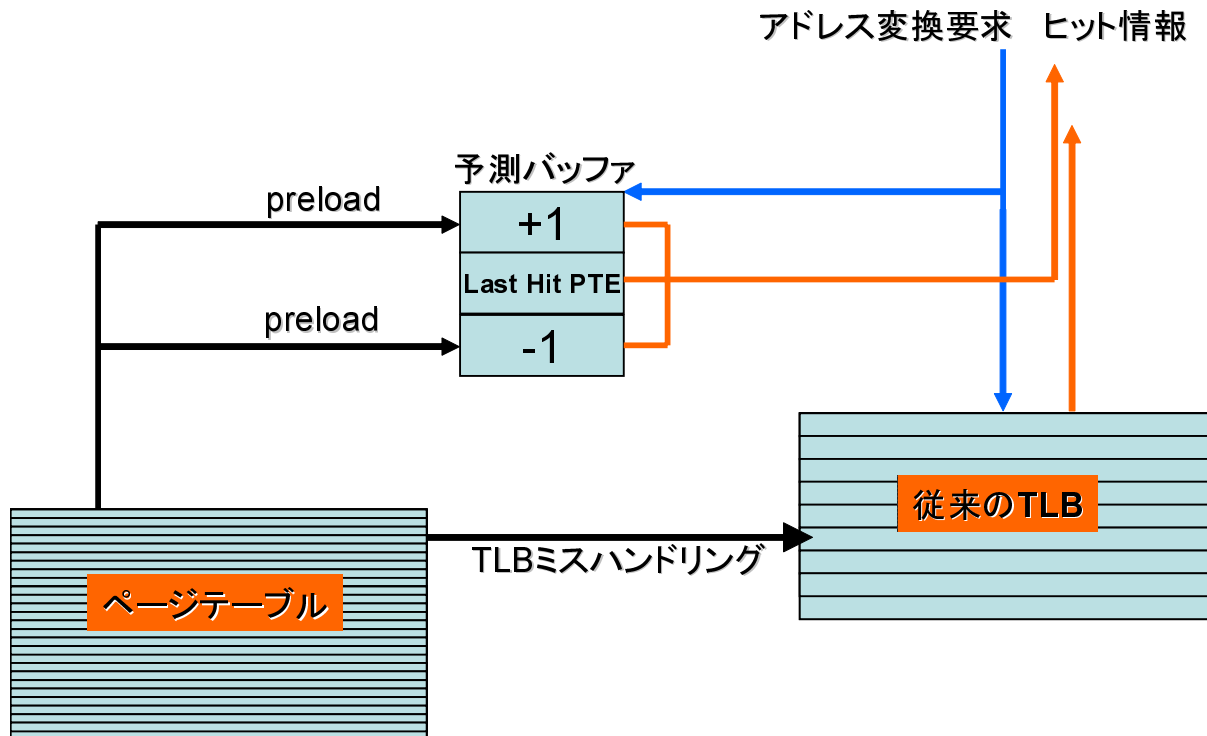 アドレス変換要求 ヒット情報
予測バッファ
preload
+1
Last Hit PTE
preload
-1
従来のTLB
TLBミスハンドリング
ページテーブル